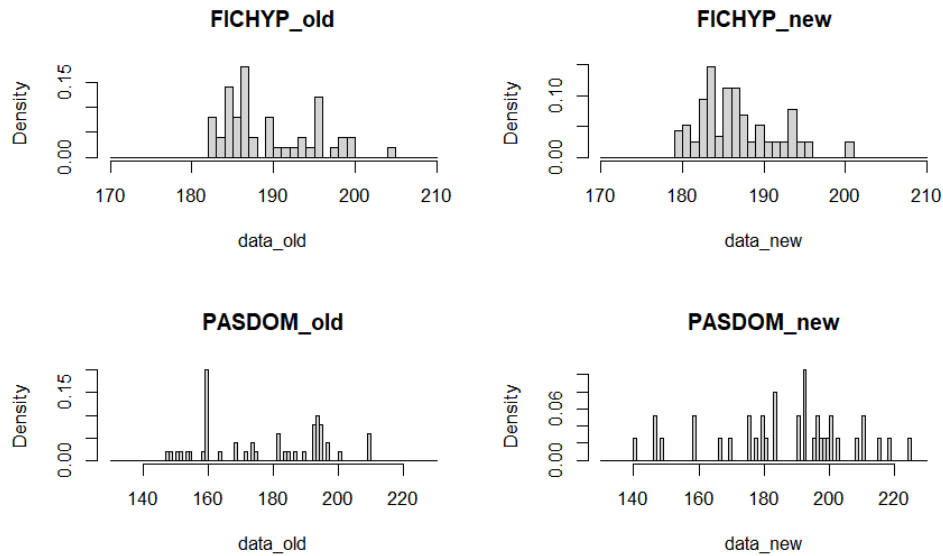 FICHYP_old
Density
0.00
0.15
170 180 190 200 210
data_old
FICHYP_new
Density
0.00
0.10
170 180 190 200 210
data_new
PASDOM_old
Density
0.00
0.15
140 160 180 200 220
data_old
PASDOM_new
Density
0.00
0.06
140 160 180 200 220
data_new